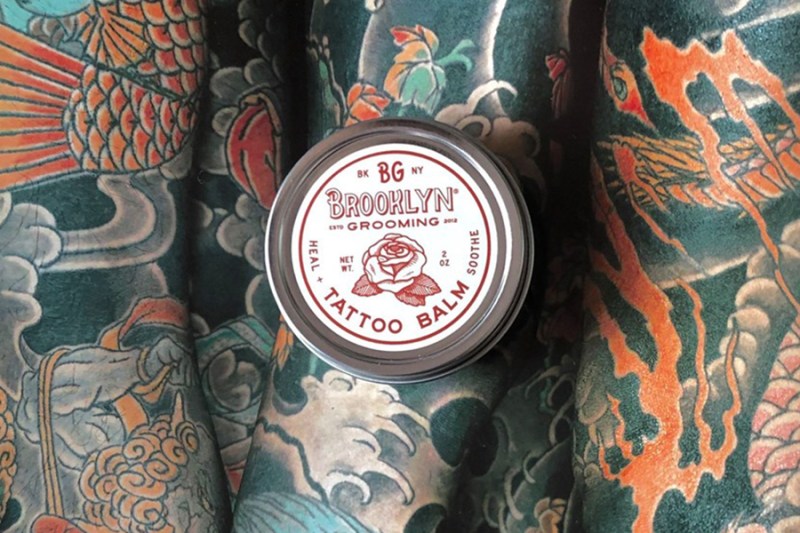 BK BG NY
BROOKLYN®
ESTD GROOMING 2012
NET WT.
2 OZ
HEAL + TATTOO BALM SOOTHE